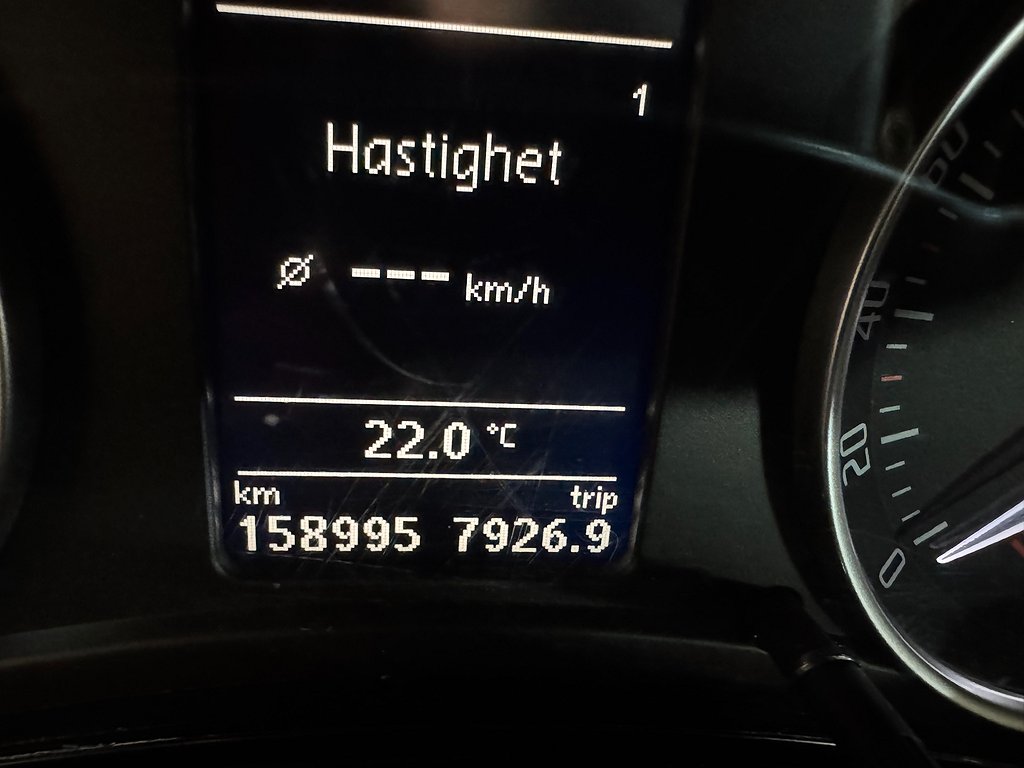 1
Hastighet
Ø --- km/h
22.0 °C
km trip
158995 7926.9
40
20
0